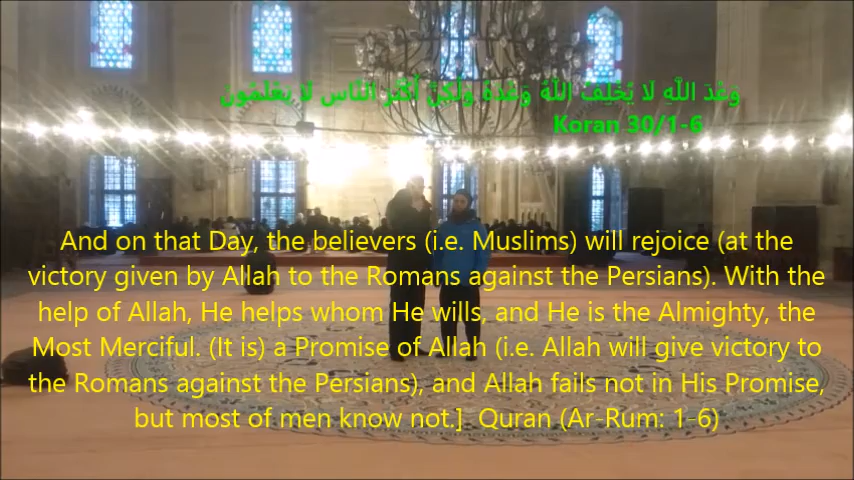 وَعْدَ اللَّهِ لَا يُخْلِفُ اللَّهُ وَعْدَهُ وَلَٰكِنَّ أَكْثَرَ النَّاسِ لَا يَعْلَمُونَ
Koran 30/1-6
And on that Day, the believers (i.e. Muslims) will rejoice (at the
victory given by Allah to the Romans against the Persians). With the
help of Allah, He helps whom He wills, and He is the Almighty, the
Most Merciful. (It is) a Promise of Allah (i.e. Allah will give victory to
the Romans against the Persians), and Allah fails not in His Promise,
but most of men know not.] Quran (Ar-Rum: 1-6)